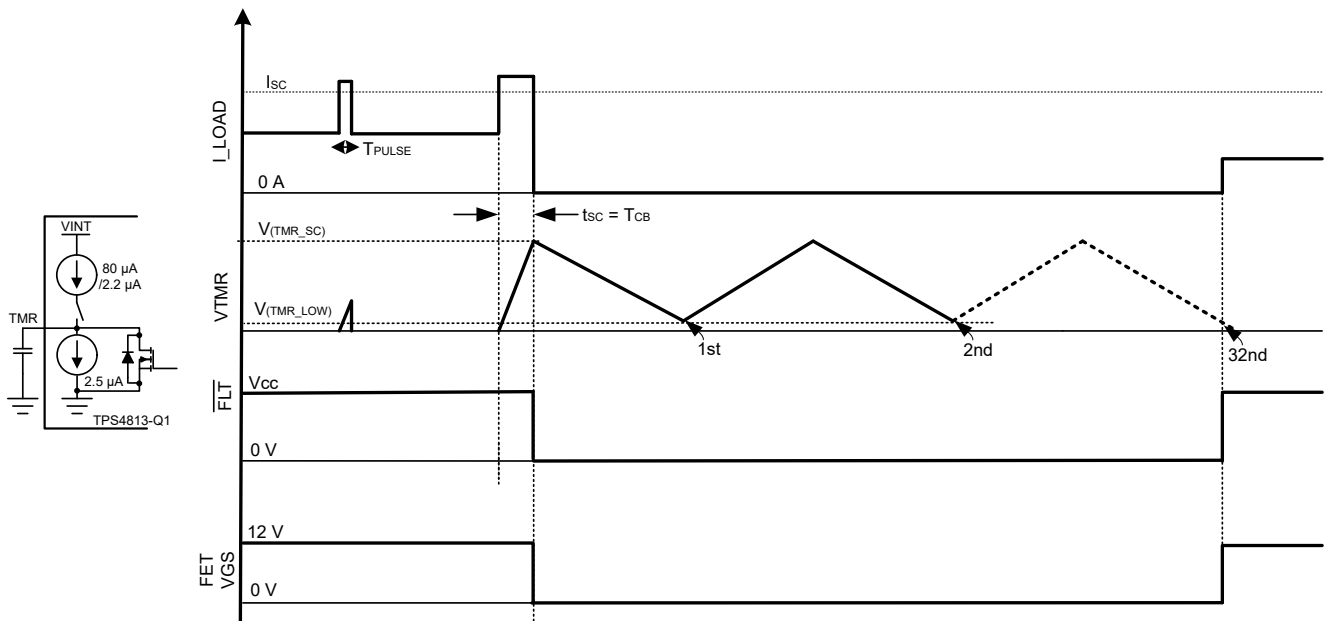 ISC
I_LOAD
TPULSE
0 A
tSC = TCB
V(TMR_SC)
VTMR
V(TMR_LOW)
1st
2nd
32nd
VINT
80 µA
/2.2 µA
TMR
2.5 µA
TPS4813-Q1
Vcc
FLT
0 V
12 V
FET
VGS
0 V